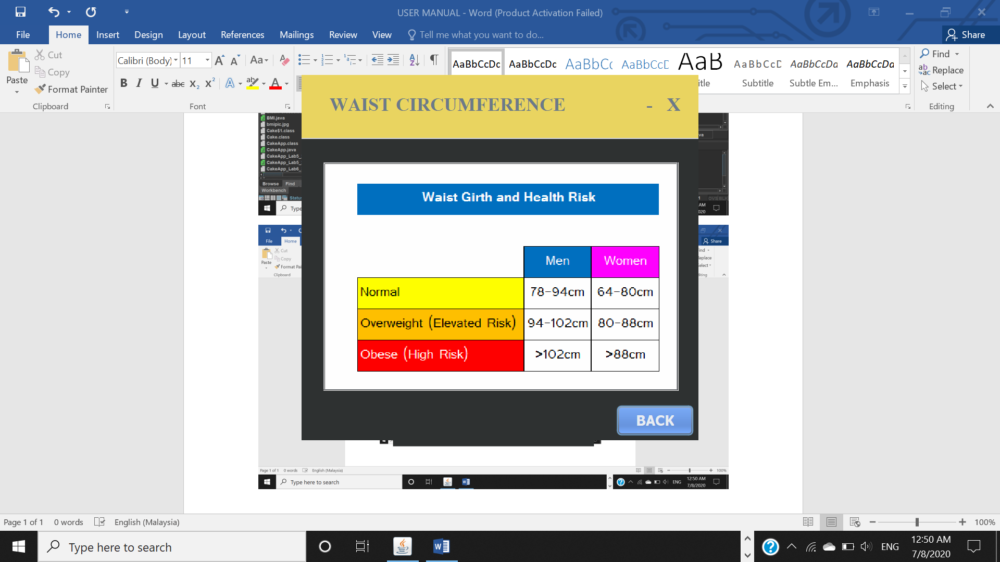 USER MANUAL - Word (Product Activation Failed)
File Home Insert Design Layout References Mailings Review View Tell me what you want to do... Share
Paste
Cut
Copy
Format Painter
Clipboard
Calibri (Body) 11
Font
AaBbCcDc AaBbCcDc AaBbCc AaBbCcD AaB AaBbCcD AaBbCcDa AaBbCcDa
Subtitle Subtle Em... Emphasis
Find
Replace
Select
Editing
WAIST CIRCUMFERENCE - X
BMI.java
bmipic.jpg
Cake$1.class
Cake.class
CakeApp.class
CakeApp.java
CakeApp_Lab5_
CakeApp_Lab5_
CakeApp_Lab6_
Browse Find
Workbench
Status
Waist Girth and Health Risk
Men Women
Normal 78-94cm 64-80cm
Overweight (Elevated Risk) 94-102cm 80-88cm
Obese (High Risk) >102cm >88cm
BACK
File Home
Share
Paste
Cut
Copy
Format Pai
Clipboard
Page 1 of 1 0 words English (Malaysia) 100%
Type here to search
ENG
12:50 AM
7/8/2020
Page 1 of 1 0 words English (Malaysia) 100%
Type here to search
ENG
12:50 AM
7/8/2020